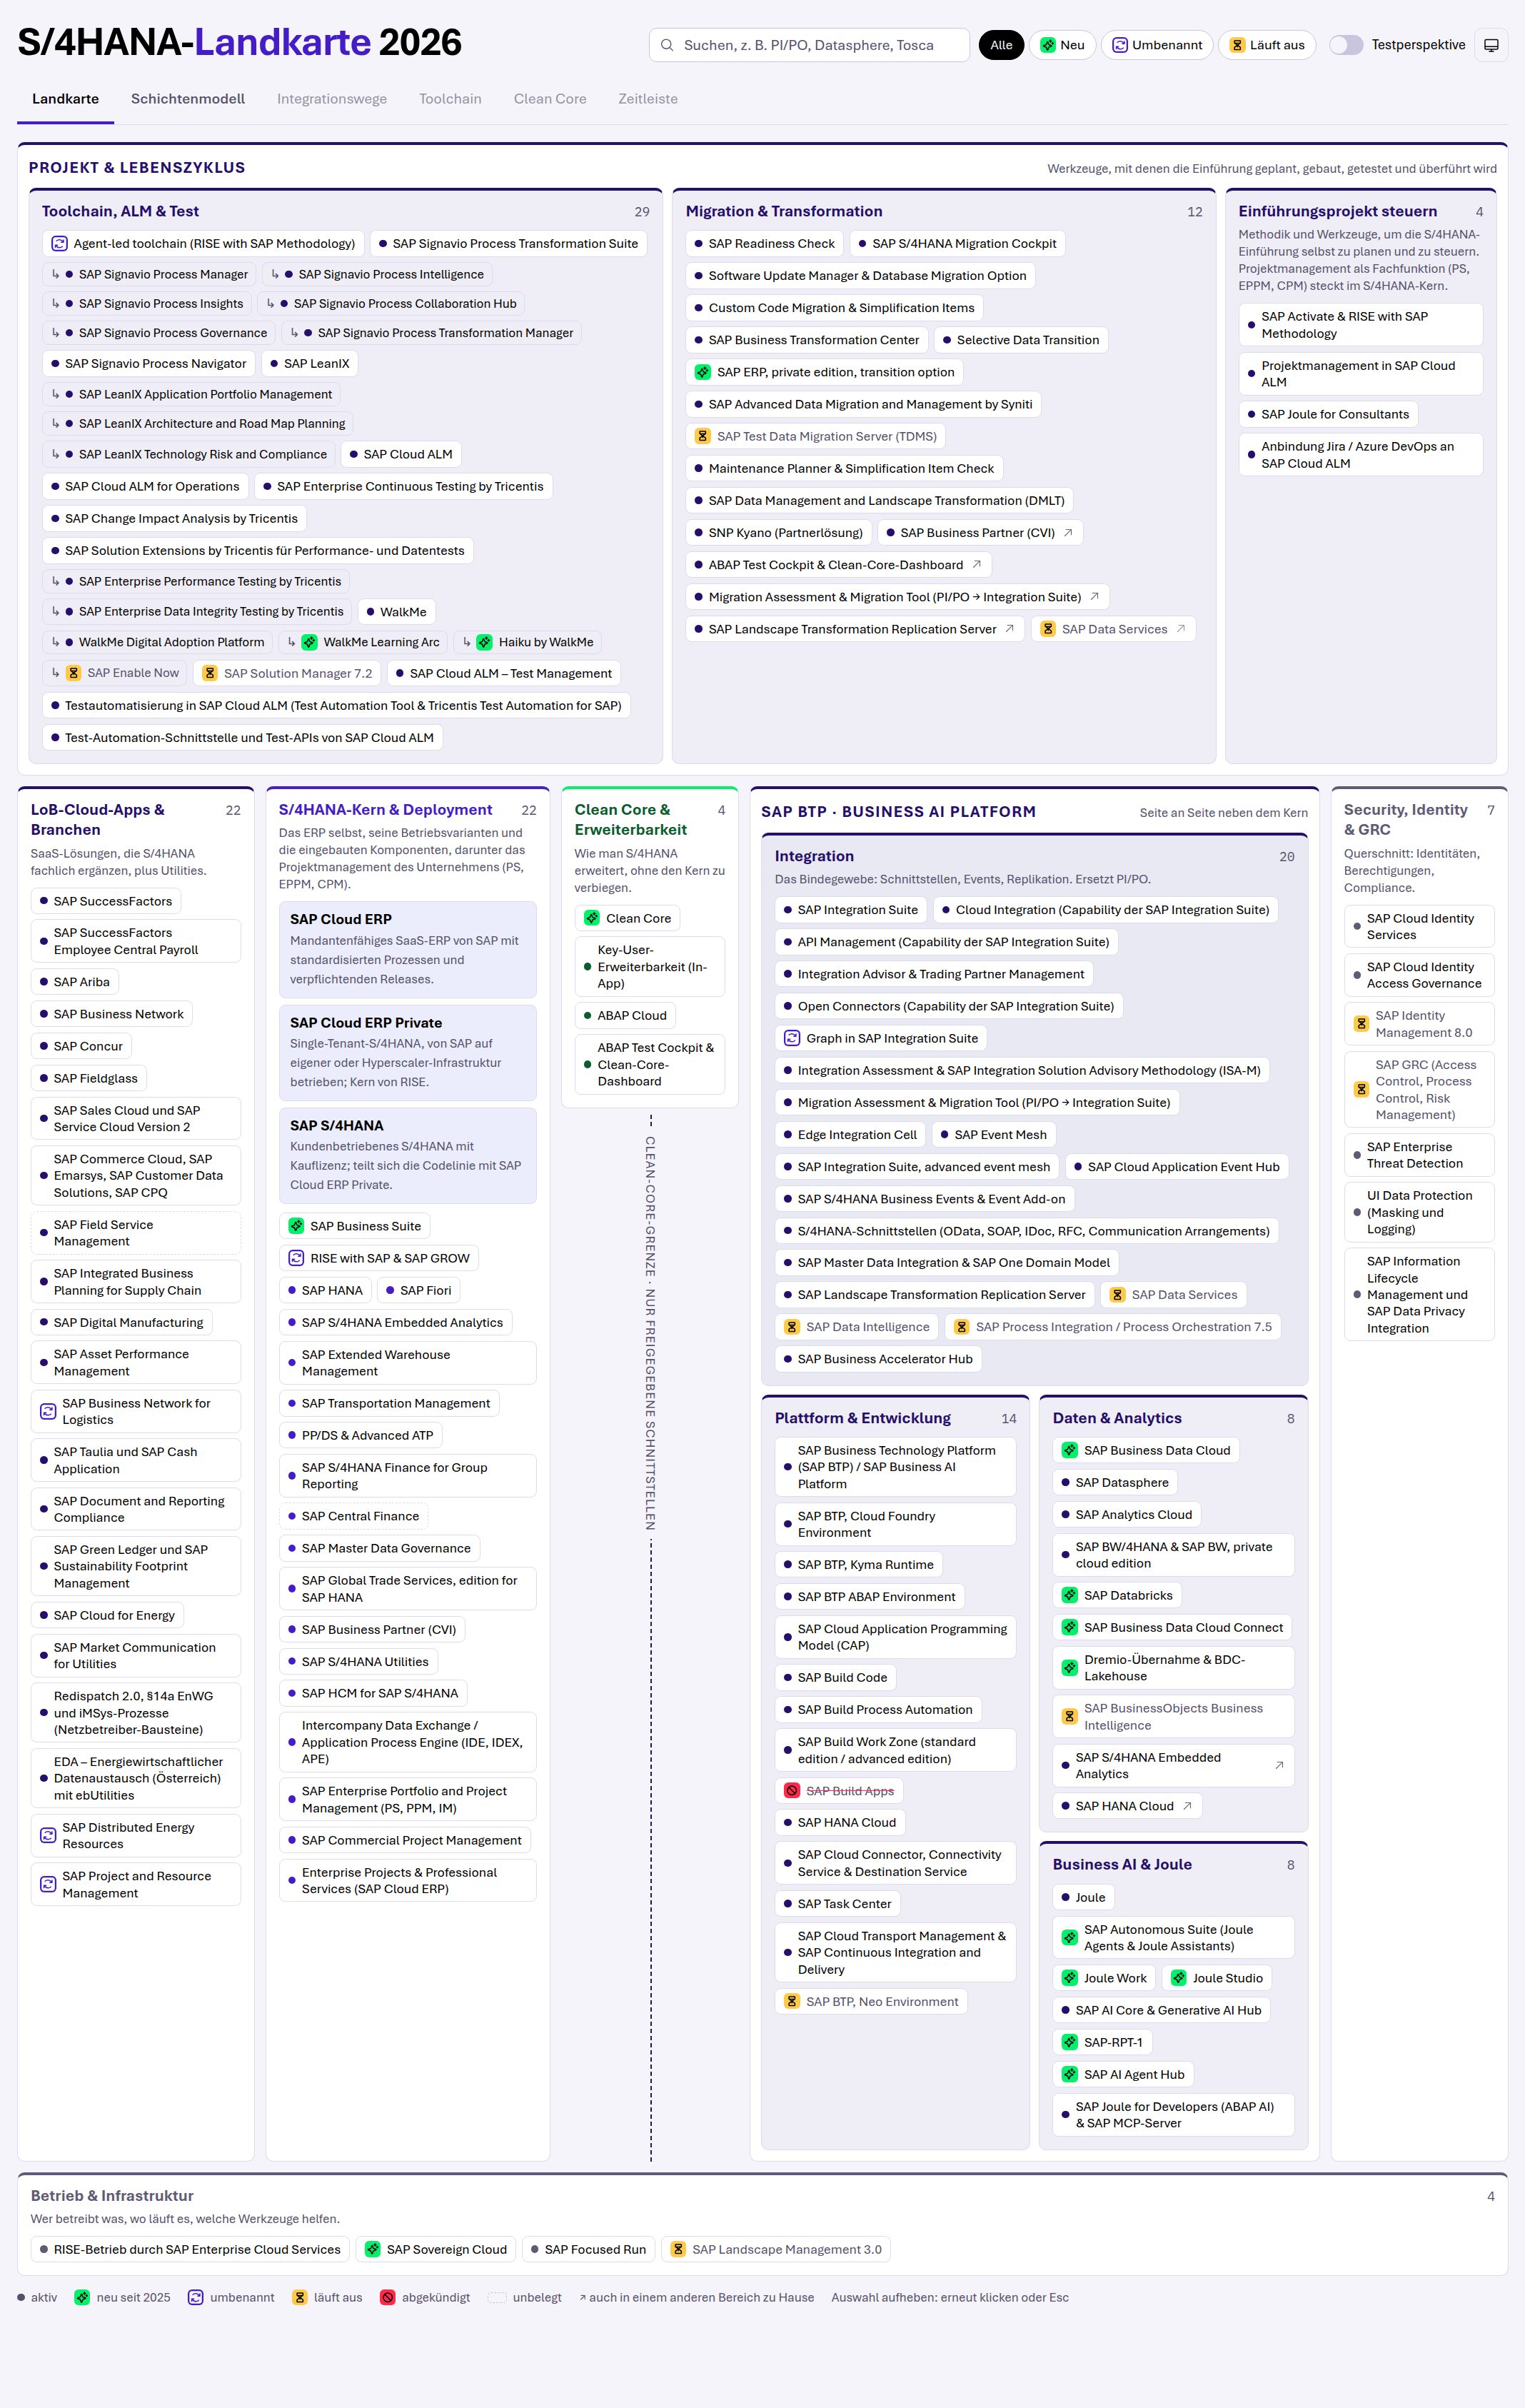 S/4HANA-Landkarte 2026
Suchen, z. B. PI/PO, Datasphere, Tosca
Alle
Neu
Umbenannt
Läuft aus
Testperspektive
Landkarte
Schichtenmodell
Integrationswege
Toolchain
Clean Core
Zeitleiste
PROJEKT & LEBENSZYKLUS
Werkzeuge, mit denen die Einführung geplant, gebaut, getestet und überführt wird
Toolchain, ALM & Test 29
Agent-led toolchain (RISE with SAP Methodology)
SAP Signavio Process Transformation Suite
↳ SAP Signavio Process Manager
↳ SAP Signavio Process Intelligence
↳ SAP Signavio Process Insights
↳ SAP Signavio Process Collaboration Hub
↳ SAP Signavio Process Governance
↳ SAP Signavio Process Transformation Manager
SAP Signavio Process Navigator
SAP LeanIX
↳ SAP LeanIX Application Portfolio Management
↳ SAP LeanIX Architecture and Road Map Planning
↳ SAP LeanIX Technology Risk and Compliance
SAP Cloud ALM
SAP Cloud ALM for Operations
SAP Enterprise Continuous Testing by Tricentis
SAP Change Impact Analysis by Tricentis
SAP Solution Extensions by Tricentis für Performance- und Datentests
↳ SAP Enterprise Performance Testing by Tricentis
↳ SAP Enterprise Data Integrity Testing by Tricentis
WalkMe
↳ WalkMe Digital Adoption Platform
↳ WalkMe Learning Arc
↳ Haiku by WalkMe
↳ SAP Enable Now
SAP Solution Manager 7.2
SAP Cloud ALM – Test Management
Testautomatisierung in SAP Cloud ALM (Test Automation Tool & Tricentis Test Automation for SAP)
Test-Automation-Schnittstelle und Test-APIs von SAP Cloud ALM
Migration & Transformation 12
SAP Readiness Check
SAP S/4HANA Migration Cockpit
Software Update Manager & Database Migration Option
Custom Code Migration & Simplification Items
SAP Business Transformation Center
Selective Data Transition
SAP ERP, private edition, transition option
SAP Advanced Data Migration and Management by Syniti
SAP Test Data Migration Server (TDMS)
Maintenance Planner & Simplification Item Check
SAP Data Management and Landscape Transformation (DMLT)
SNP Kyano (Partnerlösung)
SAP Business Partner (CVI) ↗
ABAP Test Cockpit & Clean-Core-Dashboard ↗
Migration Assessment & Migration Tool (PI/PO → Integration Suite) ↗
SAP Landscape Transformation Replication Server ↗
SAP Data Services ↗
Einführungsprojekt steuern 4
Methodik und Werkzeuge, um die S/4HANA-
Einführung selbst zu planen und zu steuern.
Projektmanagement als Fachfunktion (PS,
EPPM, CPM) steckt im S/4HANA-Kern.
SAP Activate & RISE with SAP
Methodology
Projektmanagement in SAP Cloud
ALM
SAP Joule for Consultants
Anbindung Jira / Azure DevOps an
SAP Cloud ALM
LoB-Cloud-Apps & 22
Branchen
SaaS-Lösungen, die S/4HANA
fachlich ergänzen, plus Utilities.
SAP SuccessFactors
SAP SuccessFactors
Employee Central Payroll
SAP Ariba
SAP Business Network
SAP Concur
SAP Fieldglass
SAP Sales Cloud und SAP
Service Cloud Version 2
SAP Commerce Cloud, SAP
Emarsys, SAP Customer Data
Solutions, SAP CPQ
SAP Field Service
Management
SAP Integrated Business
Planning for Supply Chain
SAP Digital Manufacturing
SAP Asset Performance
Management
SAP Business Network for
Logistics
SAP Taulia und SAP Cash
Application
SAP Document and Reporting
Compliance
SAP Green Ledger und SAP
Sustainability Footprint
Management
SAP Cloud for Energy
SAP Market Communication
for Utilities
Redispatch 2.0, §14a EnWG
und iMSys-Prozesse
(Netzbetreiber-Bausteine)
EDA – Energiewirtschaftlicher
Datenaustausch (Österreich)
mit ebUtilities
SAP Distributed Energy
Resources
SAP Project and Resource
Management
S/4HANA-Kern & Deployment 22
Das ERP selbst, seine Betriebsvarianten und
die eingebauten Komponenten, darunter das
Projektmanagement des Unternehmens (PS,
EPPM, CPM).
SAP Cloud ERP
Mandantenfähiges SaaS-ERP von SAP mit
standardisierten Prozessen und
verpflichtenden Releases.
SAP Cloud ERP Private
Single-Tenant-S/4HANA, von SAP auf
eigener oder Hyperscaler-Infrastruktur
betrieben; Kern von RISE.
SAP S/4HANA
Kundenbetriebenes S/4HANA mit
Kauflizenz; teilt sich die Codelinie mit SAP
Cloud ERP Private.
SAP Business Suite
RISE with SAP & SAP GROW
SAP HANA
SAP Fiori
SAP S/4HANA Embedded Analytics
SAP Extended Warehouse
Management
SAP Transportation Management
PP/DS & Advanced ATP
SAP S/4HANA Finance for Group
Reporting
SAP Central Finance
SAP Master Data Governance
SAP Global Trade Services, edition for
SAP HANA
SAP Business Partner (CVI)
SAP S/4HANA Utilities
SAP HCM for SAP S/4HANA
Intercompany Data Exchange /
Application Process Engine (IDE, IDEX,
APE)
SAP Enterprise Portfolio and Project
Management (PS, PPM, IM)
SAP Commercial Project Management
Enterprise Projects & Professional
Services (SAP Cloud ERP)
Clean Core & 4
Erweiterbarkeit
Wie man S/4HANA
erweitert, ohne den Kern zu
verbiegen.
Clean Core
Key-User-
Erweiterbarkeit (In-
App)
ABAP Cloud
ABAP Test Cockpit &
Clean-Core-
Dashboard
CLEAN-CORE-GRENZE · NUR FREIGEGEBENE SCHNITTSTELLEN
SAP BTP · BUSINESS AI PLATFORM
Seite an Seite neben dem Kern
Integration 20
Das Bindegewebe: Schnittstellen, Events, Replikation. Ersetzt PI/PO.
SAP Integration Suite
Cloud Integration (Capability der SAP Integration Suite)
API Management (Capability der SAP Integration Suite)
Integration Advisor & Trading Partner Management
Open Connectors (Capability der SAP Integration Suite)
Graph in SAP Integration Suite
Integration Assessment & SAP Integration Solution Advisory Methodology (ISA-M)
Migration Assessment & Migration Tool (PI/PO → Integration Suite)
Edge Integration Cell
SAP Event Mesh
SAP Integration Suite, advanced event mesh
SAP Cloud Application Event Hub
SAP S/4HANA Business Events & Event Add-on
S/4HANA-Schnittstellen (OData, SOAP, IDoc, RFC, Communication Arrangements)
SAP Master Data Integration & SAP One Domain Model
SAP Landscape Transformation Replication Server
SAP Data Services
SAP Data Intelligence
SAP Process Integration / Process Orchestration 7.5
SAP Business Accelerator Hub
Plattform & Entwicklung 14
SAP Business Technology Platform
(SAP BTP) / SAP Business AI
Platform
SAP BTP, Cloud Foundry
Environment
SAP BTP, Kyma Runtime
SAP BTP ABAP Environment
SAP Cloud Application Programming
Model (CAP)
SAP Build Code
SAP Build Process Automation
SAP Build Work Zone (standard
edition / advanced edition)
SAP Build Apps
SAP HANA Cloud
SAP Cloud Connector, Connectivity
Service & Destination Service
SAP Task Center
SAP Cloud Transport Management &
SAP Continuous Integration and
Delivery
SAP BTP, Neo Environment
Daten & Analytics 8
SAP Business Data Cloud
SAP Datasphere
SAP Analytics Cloud
SAP BW/4HANA & SAP BW, private
cloud edition
SAP Databricks
SAP Business Data Cloud Connect
Dremio-Übernahme & BDC-
Lakehouse
SAP BusinessObjects Business
Intelligence
SAP S/4HANA Embedded
Analytics ↗
SAP HANA Cloud ↗
Business AI & Joule 8
Joule
SAP Autonomous Suite (Joule
Agents & Joule Assistants)
Joule Work
Joule Studio
SAP AI Core & Generative AI Hub
SAP-RPT-1
SAP AI Agent Hub
SAP Joule for Developers (ABAP AI)
& SAP MCP-Server
Security, Identity 7
& GRC
Querschnitt: Identitäten,
Berechtigungen,
Compliance.
SAP Cloud Identity
Services
SAP Cloud Identity
Access Governance
SAP Identity
Management 8.0
SAP GRC (Access
Control, Process
Control, Risk
Management)
SAP Enterprise
Threat Detection
UI Data Protection
(Masking und
Logging)
SAP Information
Lifecycle
Management und
SAP Data Privacy
Integration
Betrieb & Infrastruktur 4
Wer betreibt was, wo läuft es, welche Werkzeuge helfen.
RISE-Betrieb durch SAP Enterprise Cloud Services
SAP Sovereign Cloud
SAP Focused Run
SAP Landscape Management 3.0
aktiv
neu seit 2025
umbenannt
läuft aus
abgekündigt
unbelegt
↗ auch in einem anderen Bereich zu Hause
Auswahl aufheben: erneut klicken oder Esc